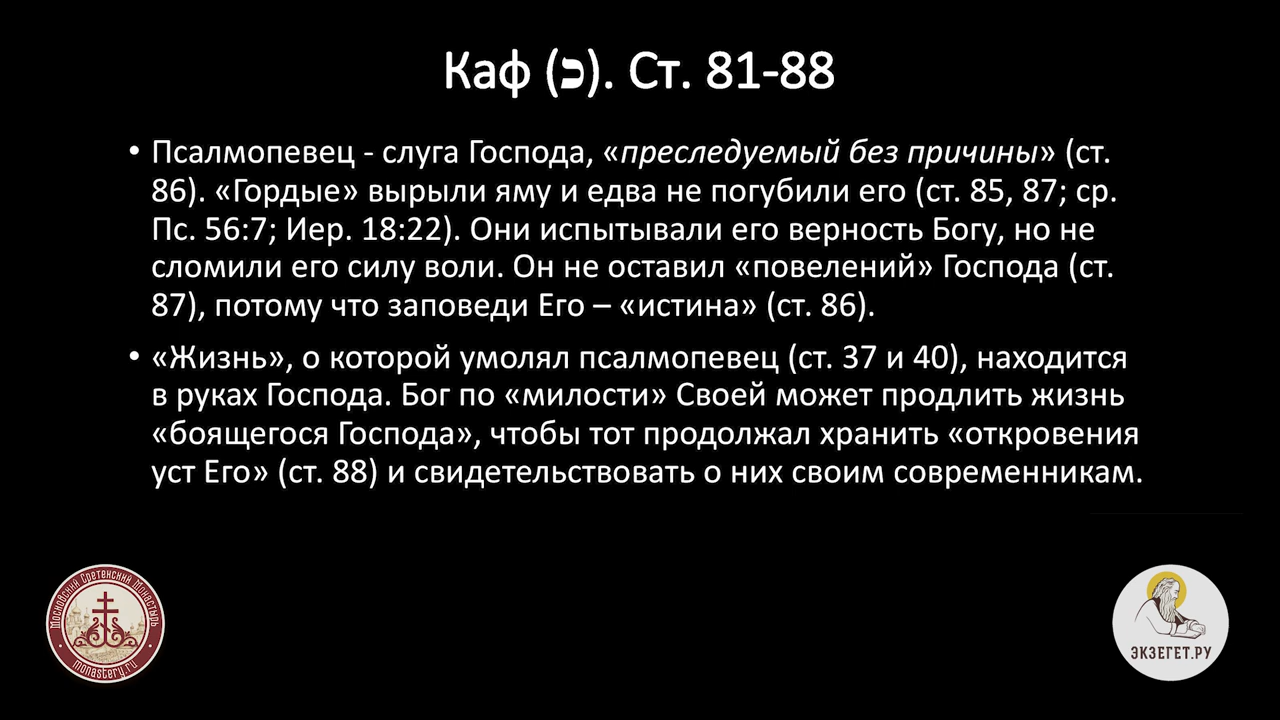 Каф (כ). Ст. 81-88
• Псалмопевец - слуга Господа, «преследуемый без причины» (ст.
86). «Гордые» вырыли яму и едва не погубили его (ст. 85, 87; ср.
Пс. 56:7; Иер. 18:22). Они испытывали его верность Богу, но не
сломили его силу воли. Он не оставил «повелений» Господа (ст.
87), потому что заповеди Его – «истина» (ст. 86).
• «Жизнь», о которой умолял псалмопевец (ст. 37 и 40), находится
в руках Господа. Бог по «милости» Своей может продлить жизнь
«боящегося Господа», чтобы тот продолжал хранить «откровения
уст Его» (ст. 88) и свидетельствовать о них своим современникам.
Московский Сретенский Монастырь
monastery.ru
ЭКЗЕГЕТ.РУ